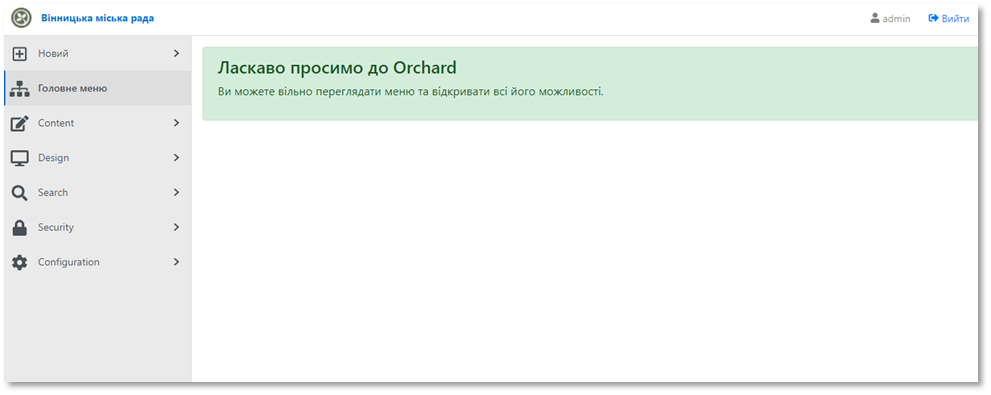 Вінницька міська рада
admin
Вийти
Новий
Головне меню
Content
Design
Search
Security
Configuration
Ласкаво просимо до Orchard
Ви можете вільно переглядати меню та відкривати всі його можливості.